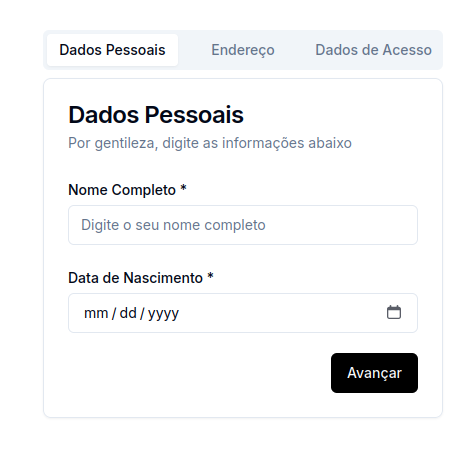 Dados Pessoais Endereço Dados de Acesso
Dados Pessoais
Por gentileza, digite as informações abaixo
Nome Completo *
Digite o seu nome completo
Data de Nascimento *
mm / dd / yyyy
Avançar